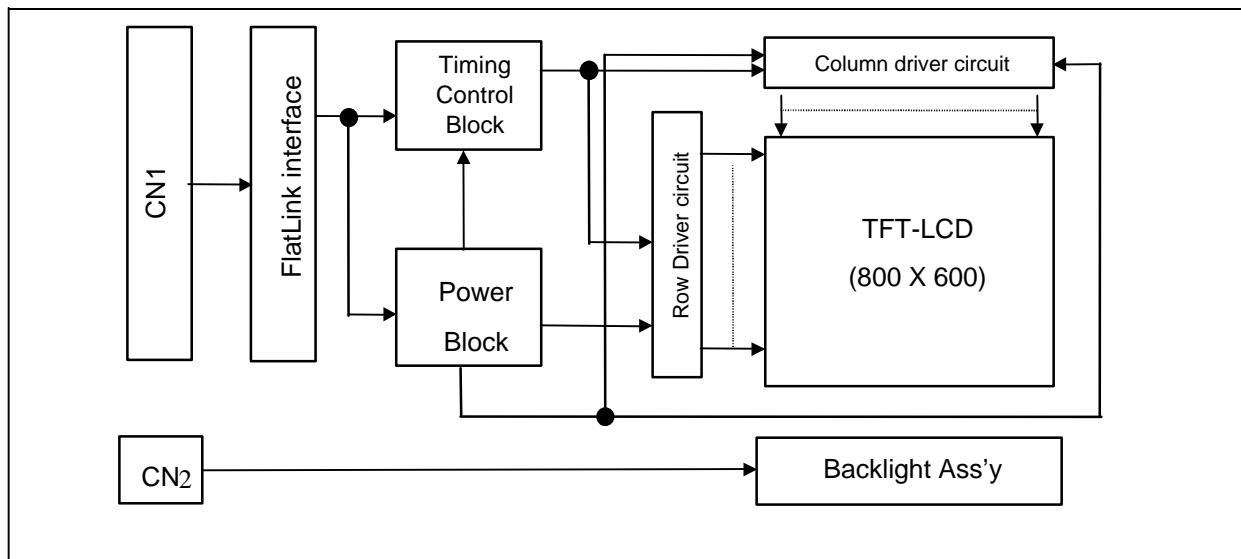 CN1
FlatLink interface
Timing
Control
Block
Power
Block
Row Driver circuit
Column driver circuit
TFT-LCD
(800 X 600)
CN2
Backlight Ass’y